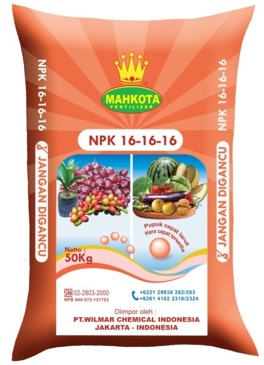 MAHKOTA
FERTILIZER
NPK 16-16-16
NPK 16-16-16
JANGAN DIGANCU
NPK 16-16-16
JANGAN DIGANCU
Pupuk cepat larut
Hara cepat tersedia
Netto :
50Kg
SNI 02-2803-2000
+6221 29938 262/263
+6261 4102 2316/2324
Diimpor oleh :
PT.WILMAR CHEMICAL INDONESIA
JAKARTA - INDONESIA